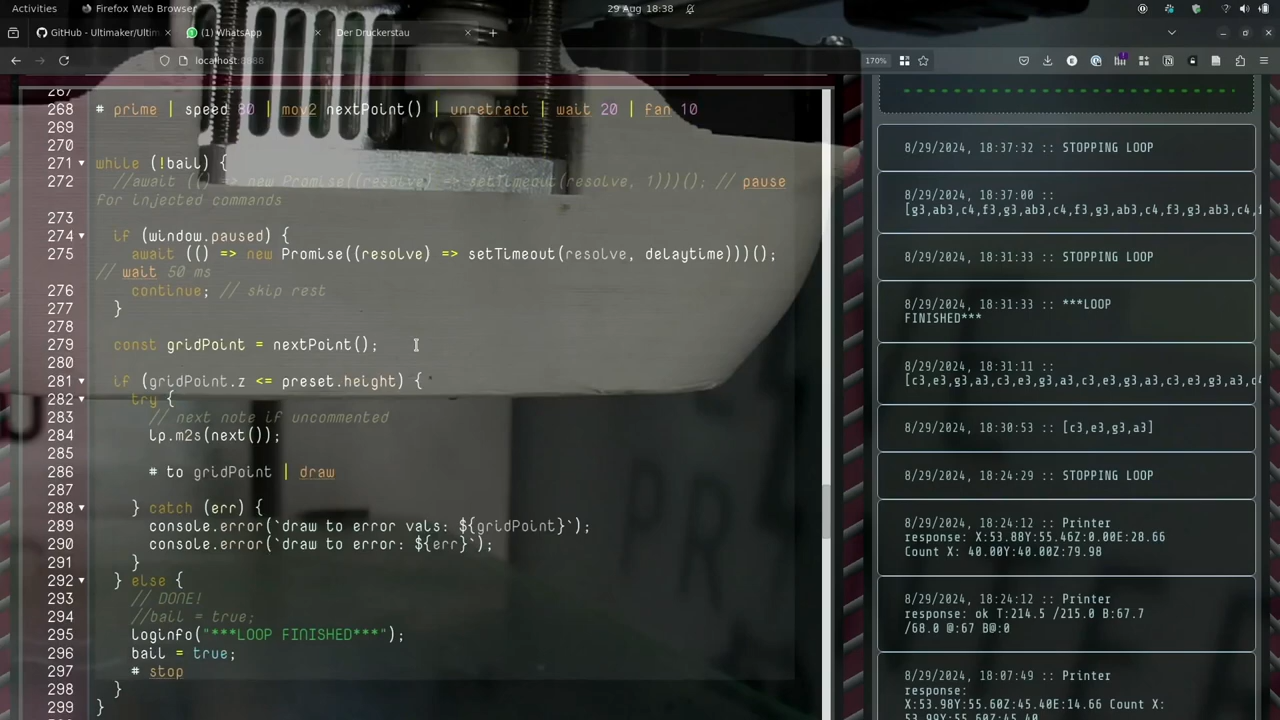 Activities
Firefox Web Browser
29 Aug 18:38
GitHub - Ultimaker/Ultim
(1) WhatsApp
Der Druckerstau
localhost:8888
170%
267
268 # prime | speed 80 | mov2 nextPoint() | unretract | wait 20 | fan 10
269
270
271 while (!bail) {
272 //await (() => new Promise((resolve) => setTimeout(resolve, 1)))(); // pause
for injected commands
273
274 if (window.paused) {
275 await (() => new Promise((resolve) => setTimeout(resolve, delaytime)))();
// wait 50 ms
276 continue; // skip rest
277 }
278
279 const gridPoint = nextPoint();
280
281 if (gridPoint.z <= preset.height) {
282 try {
283 // next note if uncommented
284 lp.m2s(next());
285
286 # to gridPoint | draw
287
288 } catch (err) {
289 console.error(`draw to error vals: ${gridPoint}`);
290 console.error(`draw to error: ${err}`);
291 }
292 } else {
293 // DONE!
294 //bail = true;
295 loginfo("***LOOP FINISHED***");
296 bail = true;
297 # stop
298 }
299 }
8/29/2024, 18:37:32 :: STOPPING LOOP
8/29/2024, 18:37:00 ::
[g3,ab3,c4,f3,g3,ab3,c4,f3,g3,ab3,c4,f3,g3,ab3,c4,f
8/29/2024, 18:31:33 :: STOPPING LOOP
8/29/2024, 18:31:33 :: ***LOOP
FINISHED***
8/29/2024, 18:31:11 ::
[c3,e3,g3,a3,c3,e3,g3,a3,c3,e3,g3,a3,c3,e3,g3,a3,c
8/29/2024, 18:30:53 :: [c3,e3,g3,a3]
8/29/2024, 18:24:29 :: STOPPING LOOP
8/29/2024, 18:24:12 :: Printer
response: X:53.88Y:55.46Z:0.00E:28.66
Count X: 40.00Y:40.00Z:79.98
8/29/2024, 18:24:12 :: Printer
response: ok T:214.5 /215.0 B:67.7
/68.0 @:67 B@:0
8/29/2024, 18:07:49 :: Printer
response:
X:53.98Y:55.60Z:45.40E:14.66 Count X:
53.99Y:55.60Z:45.40
PR